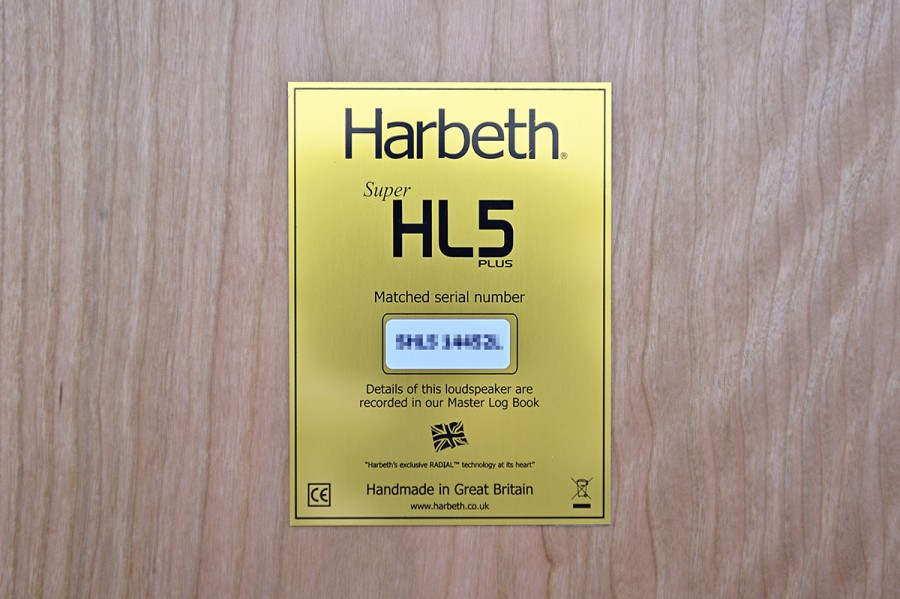 Harbeth®
Super
HL5
PLUS
Matched serial number
Details of this loudspeaker are
recorded in our Master Log Book
"Harbeth's exclusive RADIAL™ technology at its heart"
CE
Handmade in Great Britain
www.harbeth.co.uk